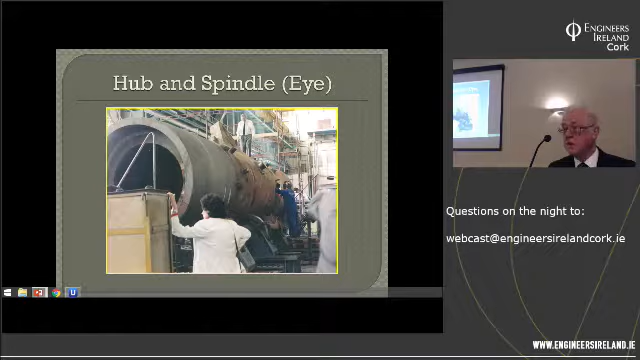 Hub and Spindle (Eye)
ENGINEERS
IRELAND
Cork
Questions on the night to:
webcast@engineersirelandcork.ie
WWW.ENGINEERSIRELAND.IE